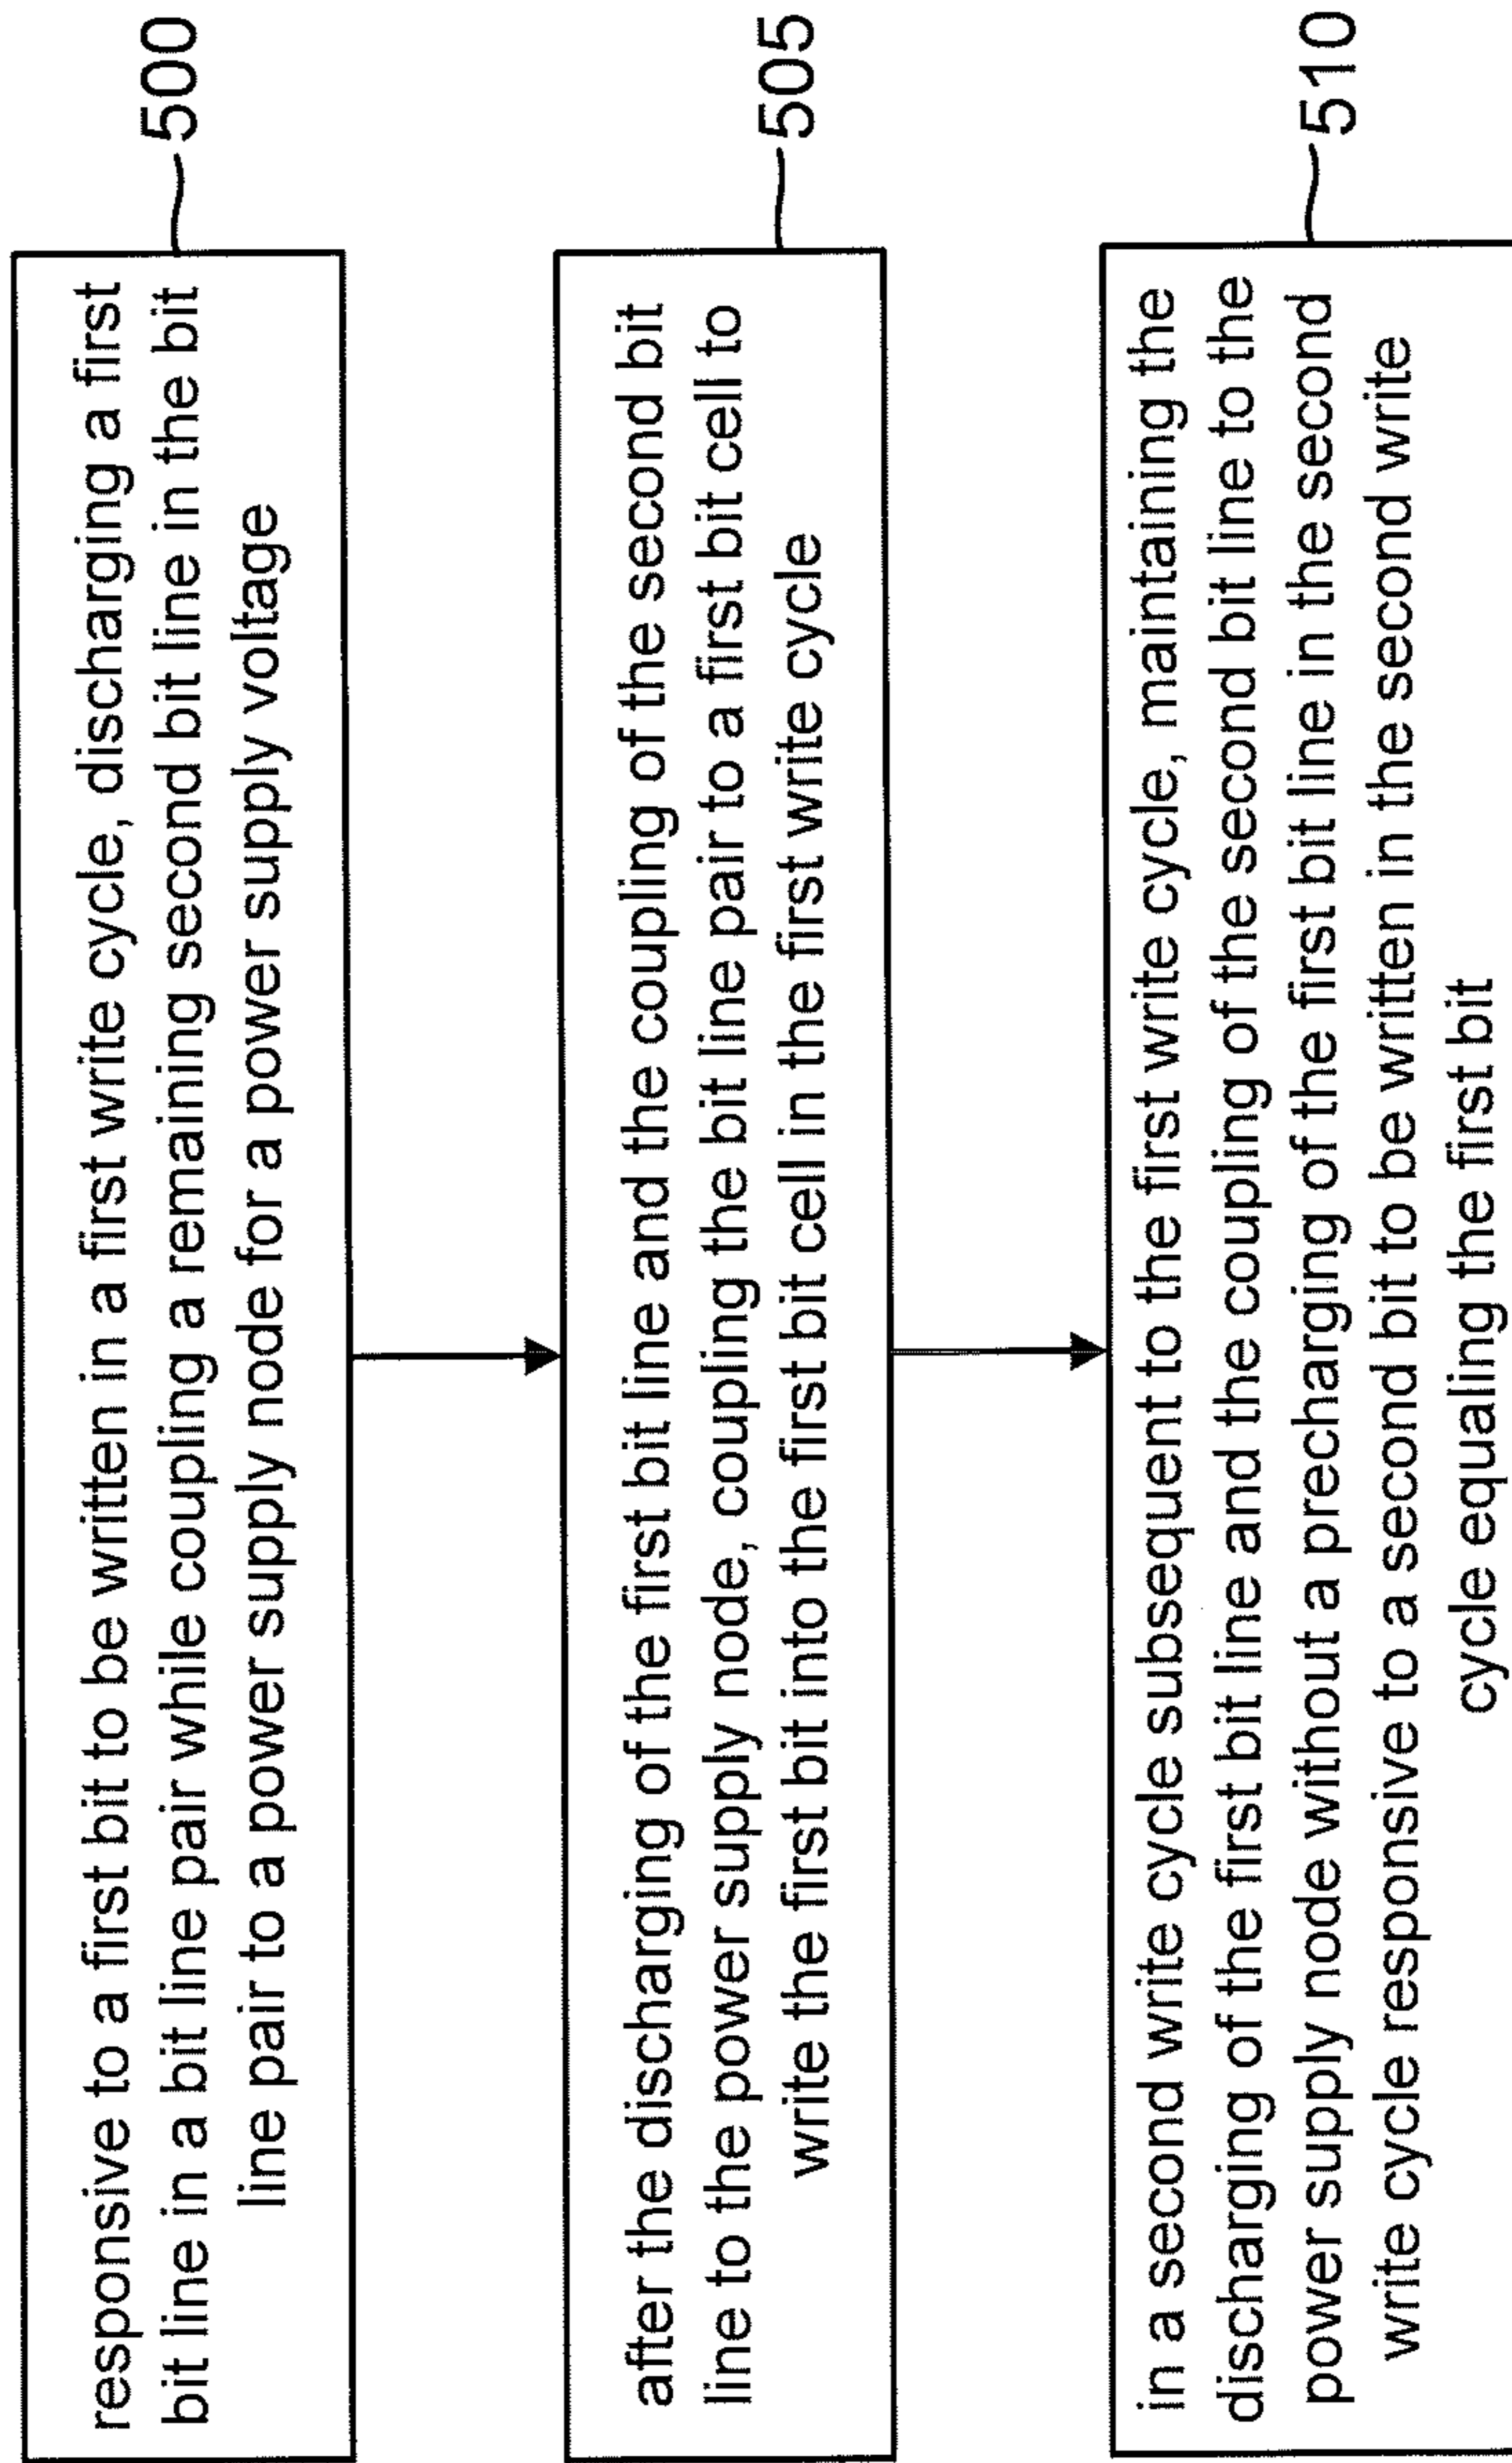 responsive to a first bit to be written in a first write cycle, discharging a first
bit line in a bit line pair while coupling a remaining second bit line in the bit
line pair to a power supply node for a power supply voltage
500
after the discharging of the first bit line and the coupling of the second bit
line to the power supply node, coupling the bit line pair to a first bit cell to
write the first bit into the first bit cell in the first write cycle
505
in a second write cycle subsequent to the first write cycle, maintaining the
discharging of the first bit line and the coupling of the second bit line to the
power supply node without a precharging of the first bit line in the second
write cycle responsive to a second bit to be written in the second write
cycle equaling the first bit
510